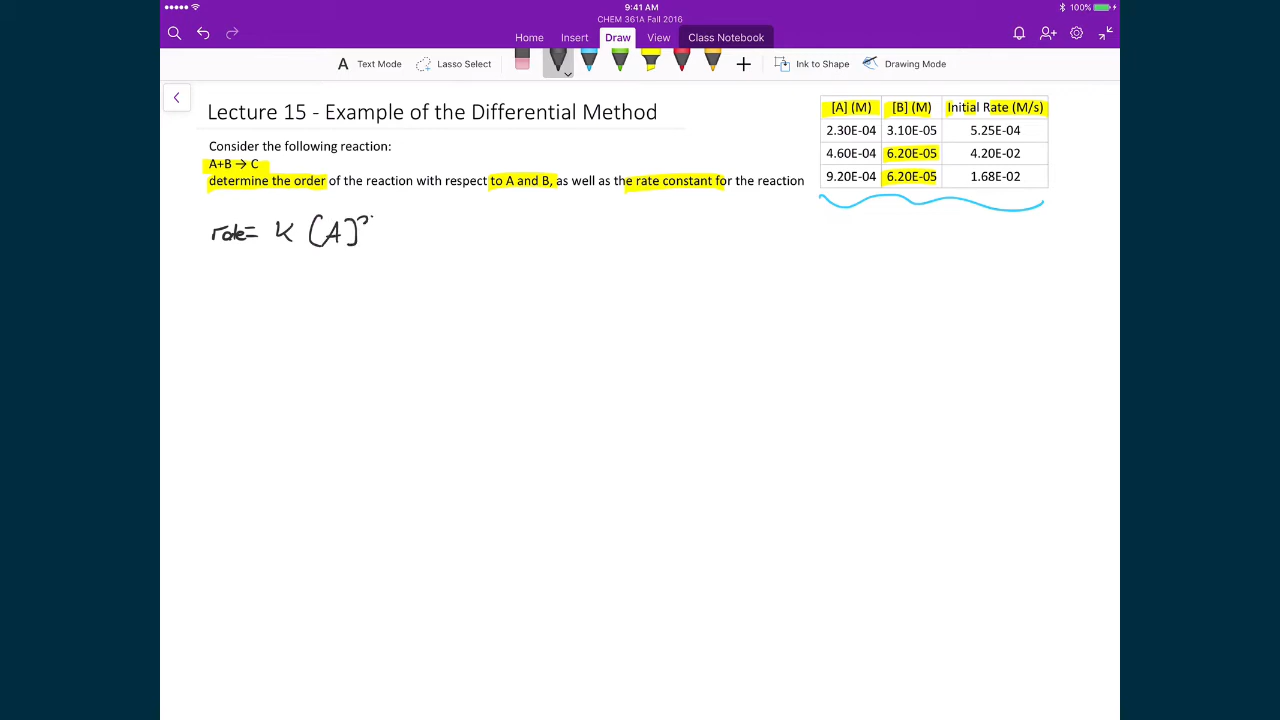 9:41 AM
100%
CHEM 361A Fall 2016
Home Insert Draw View Class Notebook
A Text Mode Lasso Select Ink to Shape Drawing Mode
Lecture 15 - Example of the Differential Method
Consider the following reaction:
A+B → C
determine the order of the reaction with respect to A and B, as well as the rate constant for the reaction
[A] (M) [B] (M) Initial Rate (M/s)
2.30E-04 3.10E-05 5.25E-04
4.60E-04 6.20E-05 4.20E-02
9.20E-04 6.20E-05 1.68E-02
rate= K [A]